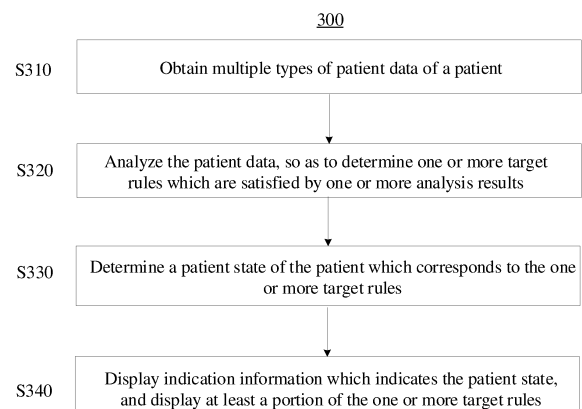 300
S310
Obtain multiple types of patient data of a patient
S320
Analyze the patient data, so as to determine one or more target
rules which are satisfied by one or more analysis results
S330
Determine a patient state of the patient which corresponds to the one
or more target rules
S340
Display indication information which indicates the patient state,
and display at least a portion of the one or more target rules